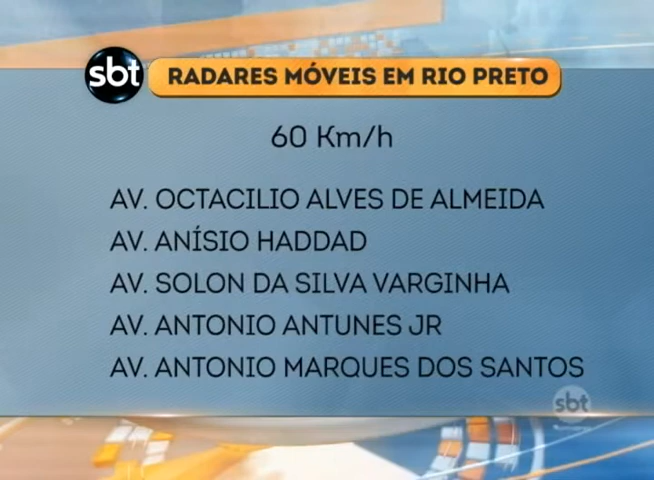 sbt RADARES MÓVEIS EM RIO PRETO
60 Km/h
AV. OCTACILIO ALVES DE ALMEIDA
AV. ANÍSIO HADDAD
AV. SOLON DA SILVA VARGINHA
AV. ANTONIO ANTUNES JR
AV. ANTONIO MARQUES DOS SANTOS
sbt